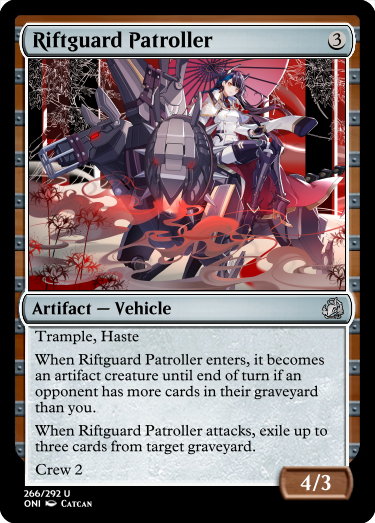 Riftguard Patroller
3
Artifact — Vehicle
Trample, Haste
When Riftguard Patroller enters, it becomes
an artifact creature until end of turn if an
opponent has more cards in their graveyard
than you.
When Riftguard Patroller attacks, exile up to
three cards from target graveyard.
Crew 2
4/3
266/292 U
ONI Catcan